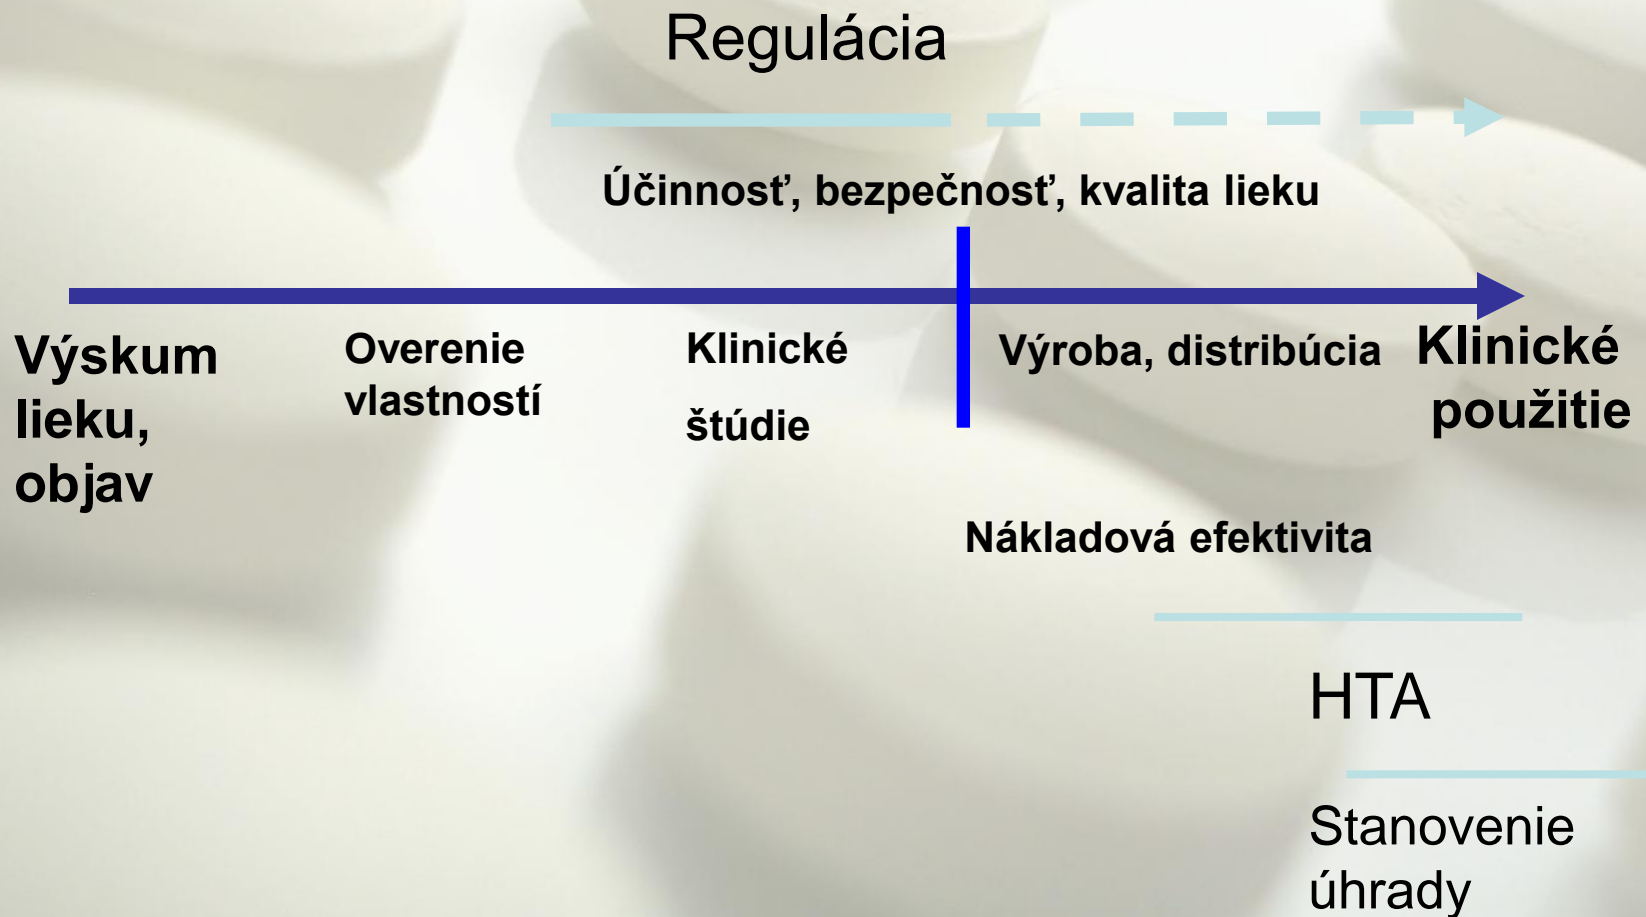 Regulácia
Účinnosť, bezpečnosť, kvalita lieku
Výskum
lieku,
objav
Overenie
vlastností
Klinické
štúdie
Výroba, distribúcia
Klinické
použitie
Nákladová efektivita
HTA
Stanovenie
úhrady